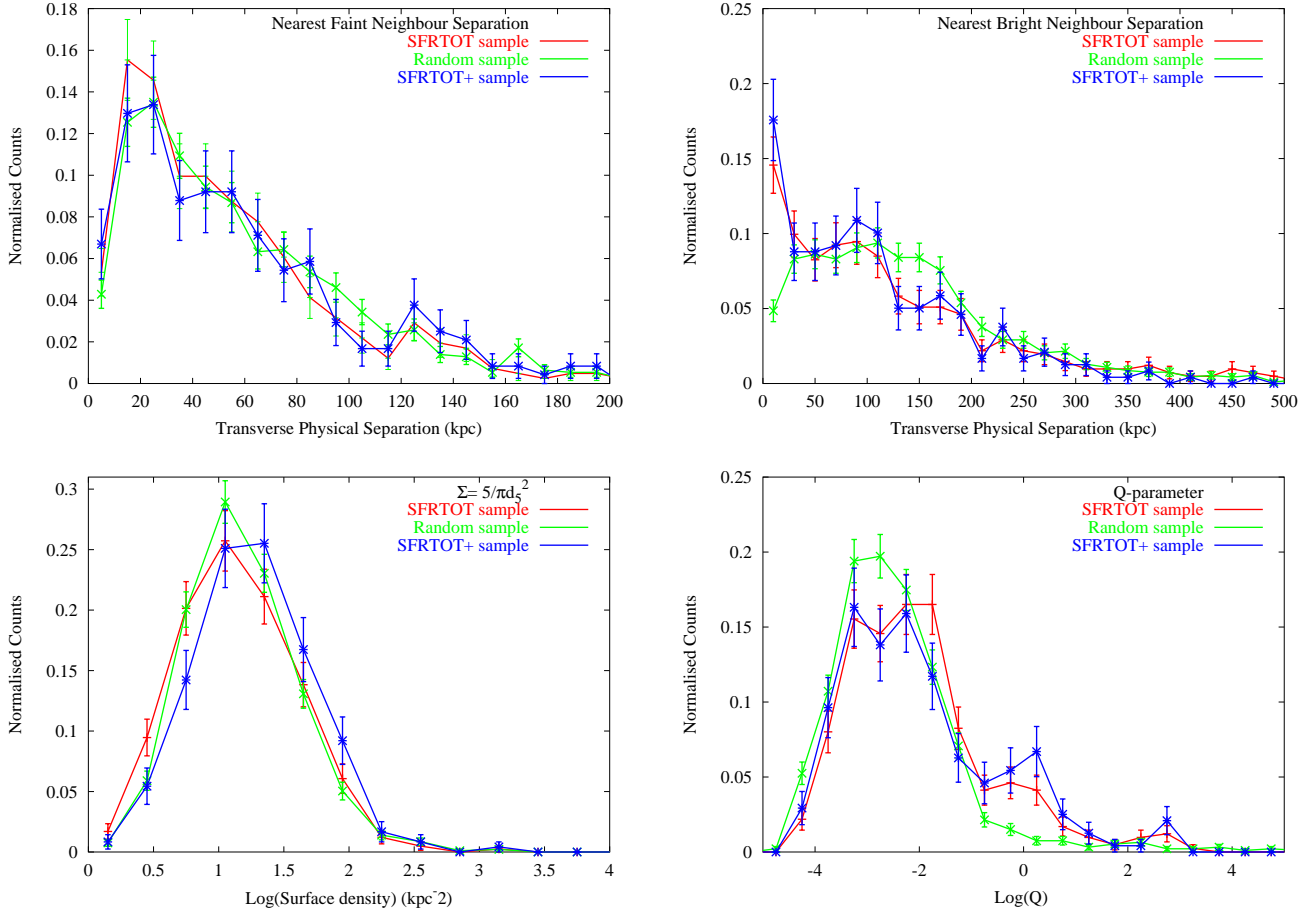 Nearest Faint Neighbour Separation
SFRTOT sample
Random sample
SFRTOT+ sample
Normalised Counts
0.18
0.16
0.14
0.12
0.1
0.08
0.06
0.04
0.02
0
0 20 40 60 80 100 120 140 160 180 200
Transverse Physical Separation (kpc)
Nearest Bright Neighbour Separation
SFRTOT sample
Random sample
SFRTOT+ sample
Normalised Counts
0.25
0.2
0.15
0.1
0.05
0
0 50 100 150 200 250 300 350 400 450 500
Transverse Physical Separation (kpc)
Σ= 5/πd₅²
SFRTOT sample
Random sample
SFRTOT+ sample
Normalised Counts
0.3
0.25
0.2
0.15
0.1
0.05
0
0 0.5 1 1.5 2 2.5 3 3.5 4
Log(Surface density) (kpc⁻2)
Q-parameter
SFRTOT sample
Random sample
SFRTOT+ sample
Normalised Counts
0.25
0.2
0.15
0.1
0.05
0
-4 -2 0 2 4
Log(Q)